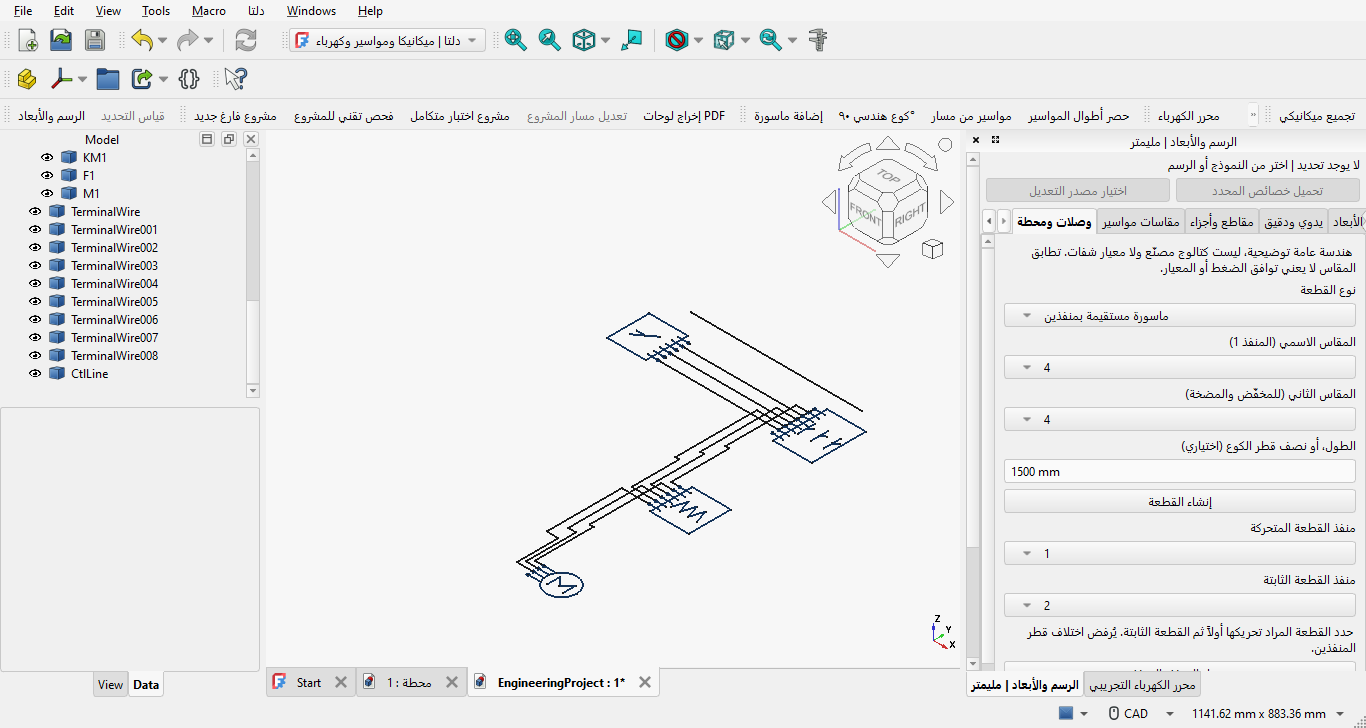 File Edit View Tools Macro دلتا Windows Help
دلتا | ميكانيكا ومواسير وكهرباء
الرسم والأبعاد قياس التحديد مشروع فارغ جديد فحص تقني للمشروع مشروع اختبار متكامل تعديل مسار المشروع إخراج لوحات PDF إضافة ماسورة كوع هندسي ٩٠° مواسير من مسار حصر أطوال المواسير محرر الكهرباء تجميع ميكانيكي
Model
KM1
F1
M1
TerminalWire
TerminalWire001
TerminalWire002
TerminalWire003
TerminalWire004
TerminalWire005
TerminalWire006
TerminalWire007
TerminalWire008
CtlLine
View Data
TOP
FRONT RIGHT
Z
Y
X
Start محطة : 1 EngineeringProject : 1*
الرسم والأبعاد | مليمتر
لا يوجد تحديد | اختر من النموذج أو الرسم
اختيار مصدر التعديل تحميل خصائص المحدد
وصلات ومحطة مقاسات مواسير مقاطع وأجزاء يدوي ودقيق الأبعاد
هندسة عامة توضيحية، ليست كتالوج مصنّع ولا معيار شفات. تطابق
المقاس لا يعني توافق الضغط أو المعيار.
نوع القطعة
ماسورة مستقيمة بمنفذين
المقاس الاسمي (المنفذ 1)
4
المقاس الثاني (للمخفّض والمضخة)
4
الطول، أو نصف قطر الكوع (اختياري)
1500 mm
إنشاء القطعة
منفذ القطعة المتحركة
1
منفذ القطعة الثابتة
2
حدد القطعة المراد تحريكها أولاً ثم القطعة الثابتة. يُرفض اختلاف قطر
المنفذين.
الرسم والأبعاد | مليمتر محرر الكهرباء التجريبي
CAD 1141.62 mm x 883.36 mm